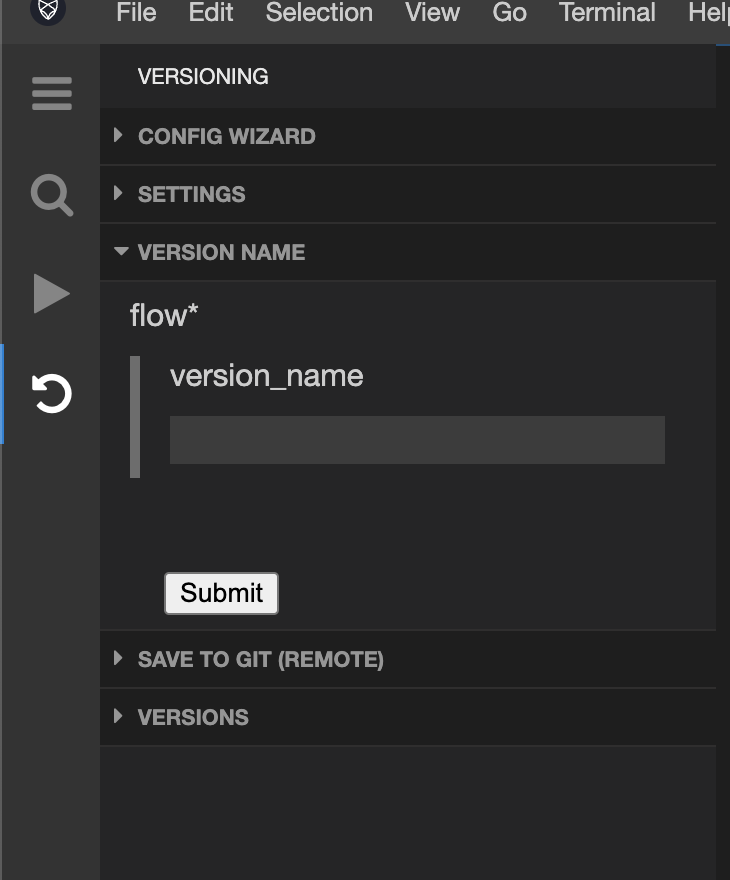 File Edit Selection View Go Terminal Help
VERSIONING
CONFIG WIZARD
SETTINGS
VERSION NAME
flow*
version_name
Submit
SAVE TO GIT (REMOTE)
VERSIONS